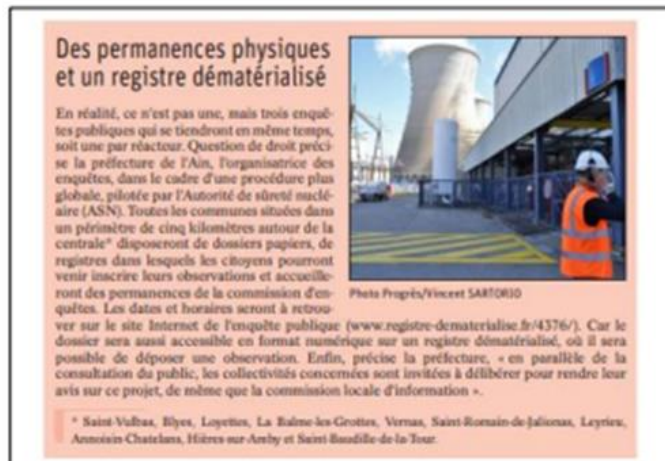 Des permanences physiques
et un registre dématérialisé
En réalité, ce n'est pas une, mais trois enquê-
tes publiques qui se tiendront en même temps,
soit une par réacteur. Question de droit préci-
se la préfecture de l'Ain, l'organisatrice des
enquêtes, dans le cadre d'une procédure plus
globale, pilotée par l'Autorité de sûreté nuclé-
aire (ASN). Toutes les communes situées dans
un périmètre de cinq kilomètres autour de la
centrale* disposeront de dossiers papiers, de
registres dans lesquels les citoyens pourront
venir inscrire leurs observations et accueille-
ront des permanences de la commission d'en-
quêtes. Les dates et horaires seront à retrou-
ver sur le site Internet de l'enquête publique (www.registre-dematerialise.fr/4376/). Car le
dossier sera aussi accessible en format numérique sur un registre dématérialisé, où il sera
possible de déposer une observation. Enfin, précise la préfecture, « en parallèle de la
consultation du public, les collectivités concernées sont invitées à délibérer pour rendre leur
avis sur ce projet, de même que la commission locale d'information ».
Photo Progrès/Vincent SARTORIO
* Saint-Vulbas, Blyes, Loyettes, La Balme-les-Grottes, Vernas, Saint-Romain-de-Jalionas, Leyrieu,
Annoisin-Chatelans, Hières-sur-Amby et Saint-Baudille-de-la-Tour.